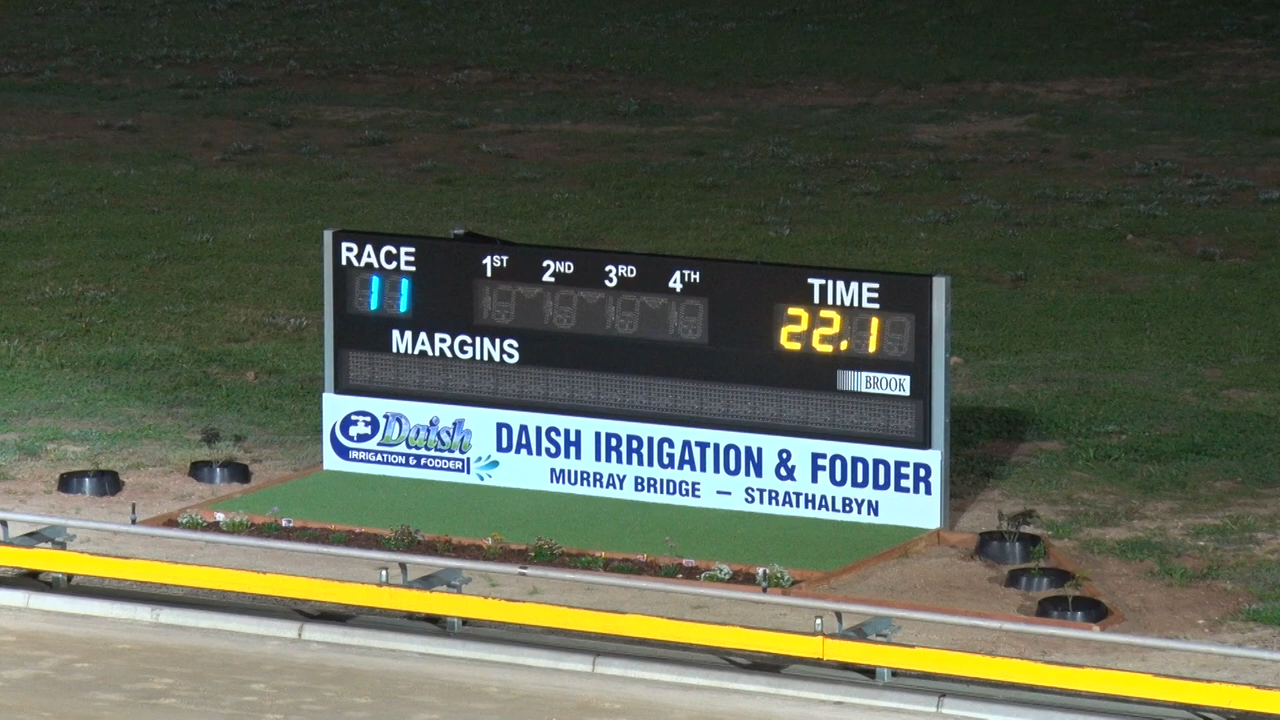 RACE 1ST 2ND 3RD 4TH TIME
11 22.1
MARGINS
BROOK
Daish
IRRIGATION & FODDER
DAISH IRRIGATION & FODDER
MURRAY BRIDGE — STRATHALBYN